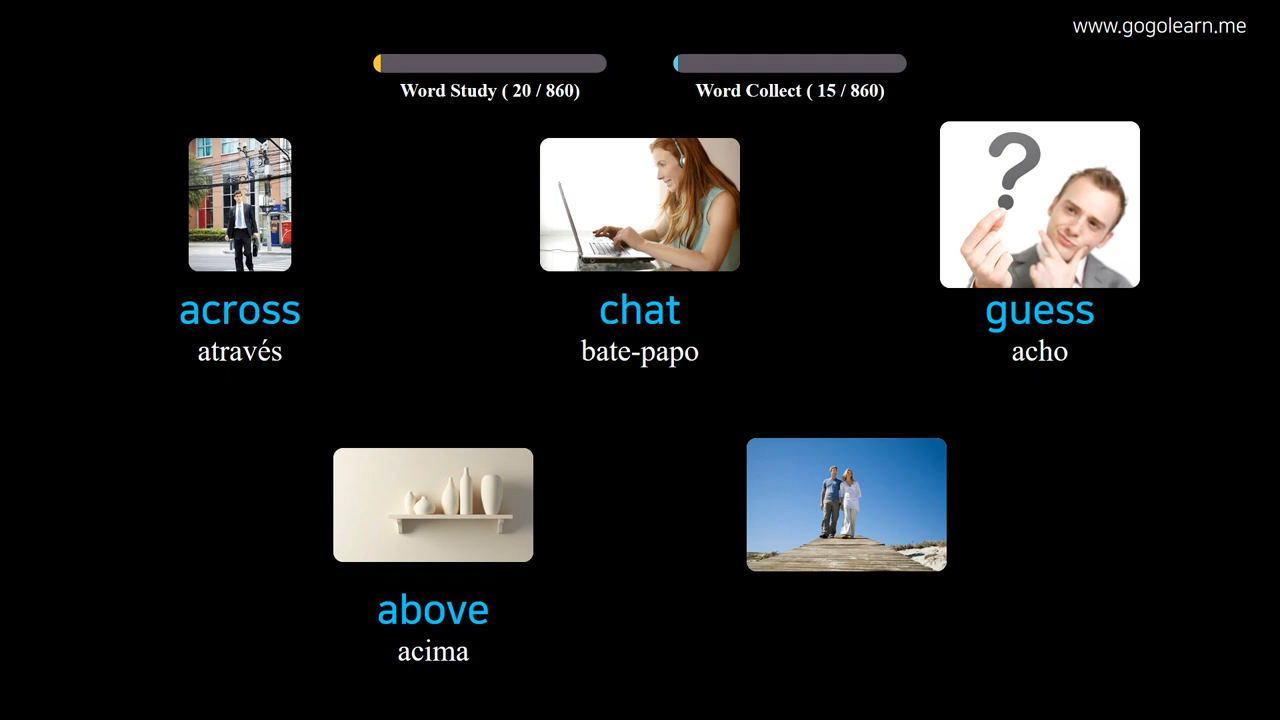 www.gogolearn.me
Word Study ( 20 / 860)
Word Collect ( 15 / 860)
across
através
chat
bate-papo
guess
acho
above
acima